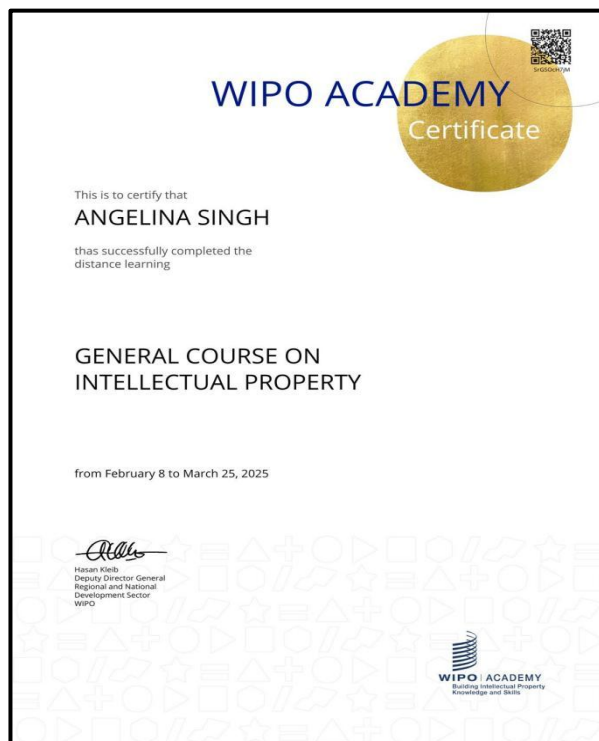 SrGSDcH7jM
WIPO ACADEMY
Certificate
This is to certify that
ANGELINA SINGH
thas successfully completed the
distance learning
GENERAL COURSE ON
INTELLECTUAL PROPERTY
from February 8 to March 25, 2025
Hasan Kleib
Deputy Director General
Regional and National
Development Sector
WIPO
WIPO | ACADEMY
Building Intellectual Property
Knowledge and Skills